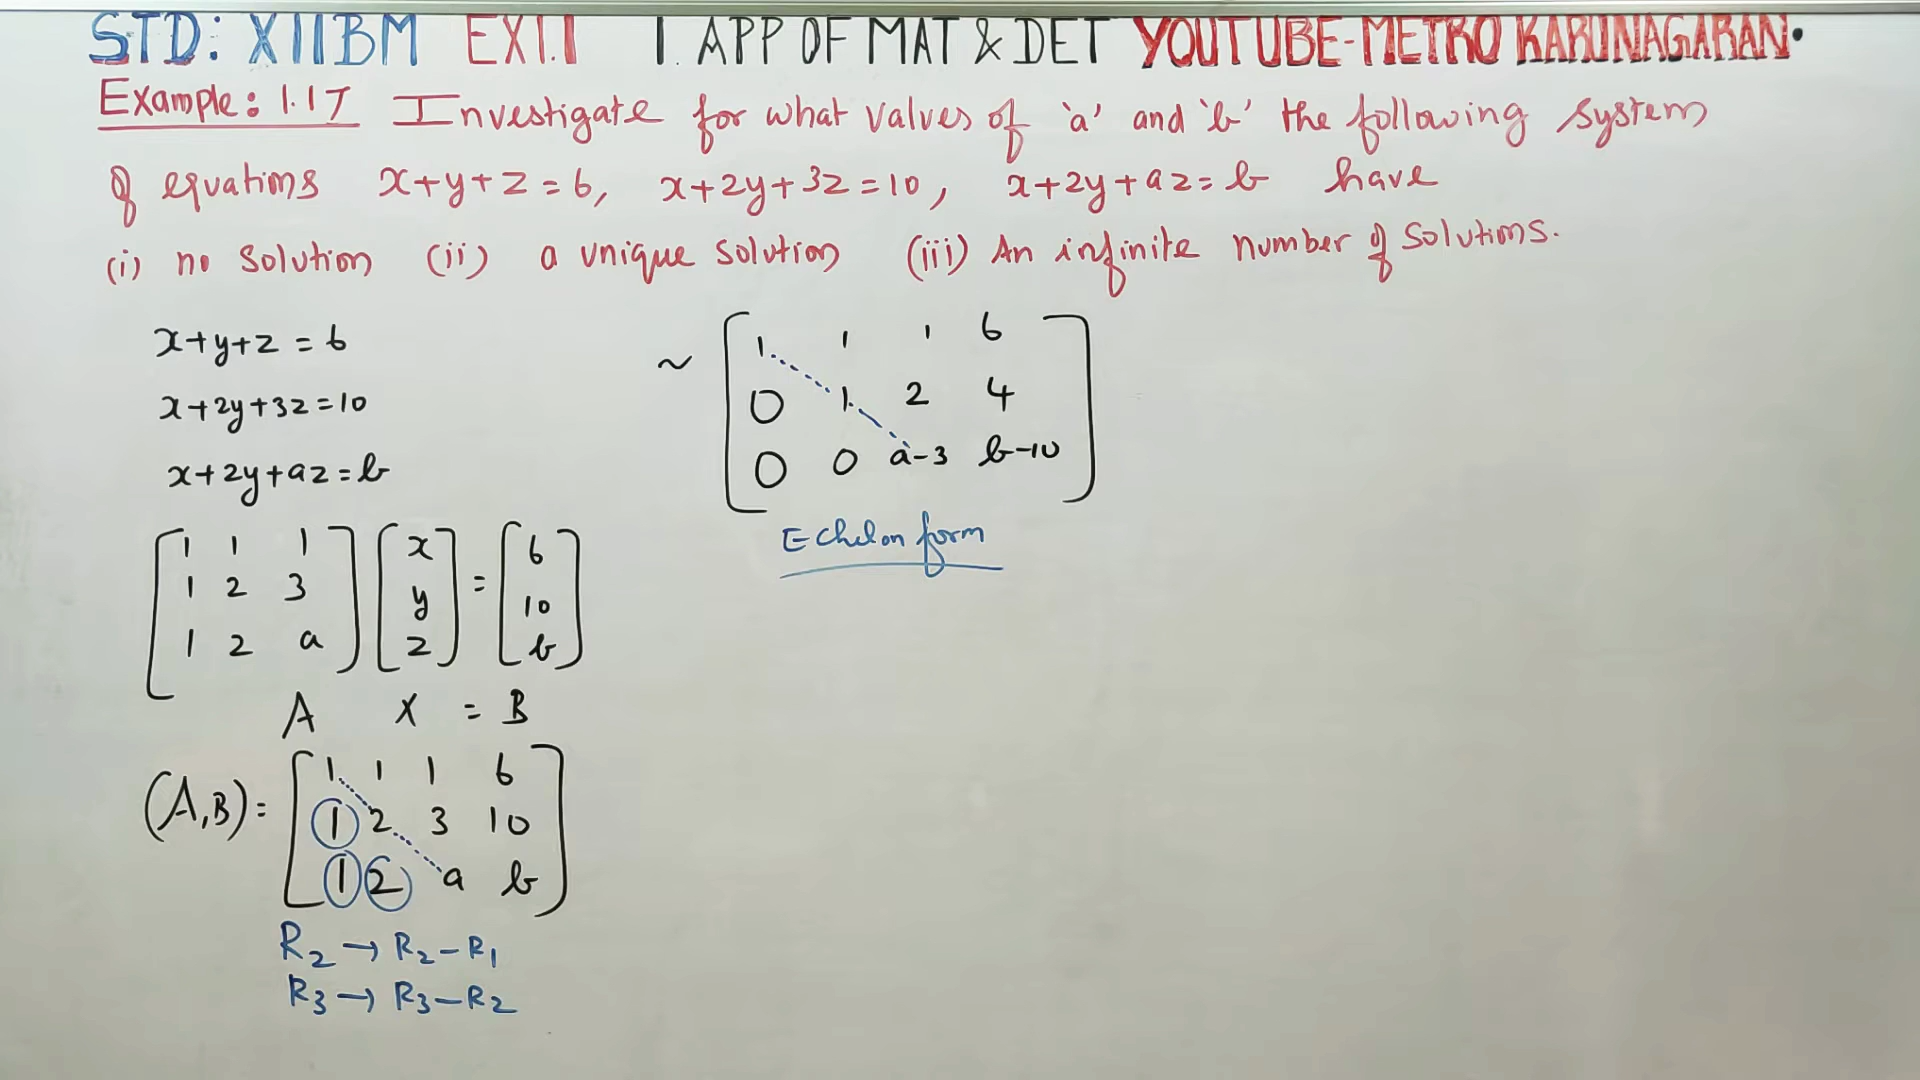 STD: XIIBM EX1.1 1. APP OF MAT & DET YOUTUBE-METRO KARUNAGARAN.
Example: 1.17 Investigate for what values of 'a' and 'b' the following system
of equations x+y+z=6, x+2y+3z=10, x+2y+az=b have
(i) no solution (ii) a unique solution (iii) An infinite number of solutions.
x+y+z=6
x+2y+3z=10
x+2y+az=b
[1 1 1] [x] = [6]
[1 2 3] [y] [10]
[1 2 a] [z] [b]
A X = B
(A,B)= [1 1 1 6]
[1 2 3 10]
[1 2 a b]
R2 → R2-R1
R3 → R3-R2
~ [1 1 1 6]
[0 1 2 4]
[0 0 a-3 b-10]
Echelon form